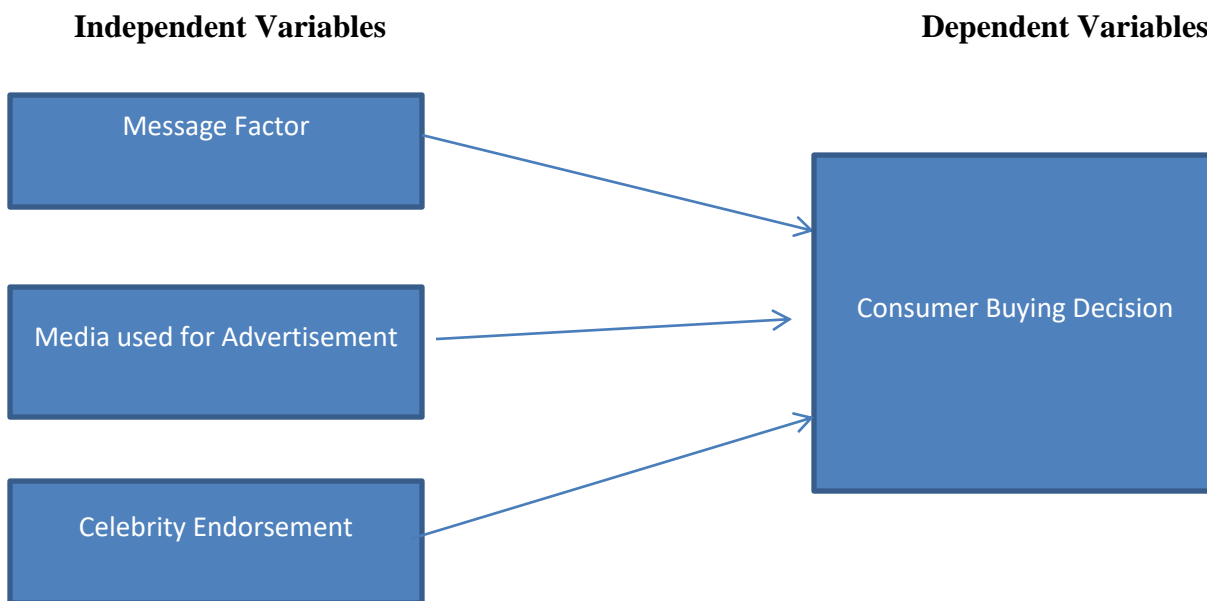 Independent Variables
Dependent Variables
Message Factor
Media used for Advertisement
Consumer Buying Decision
Celebrity Endorsement